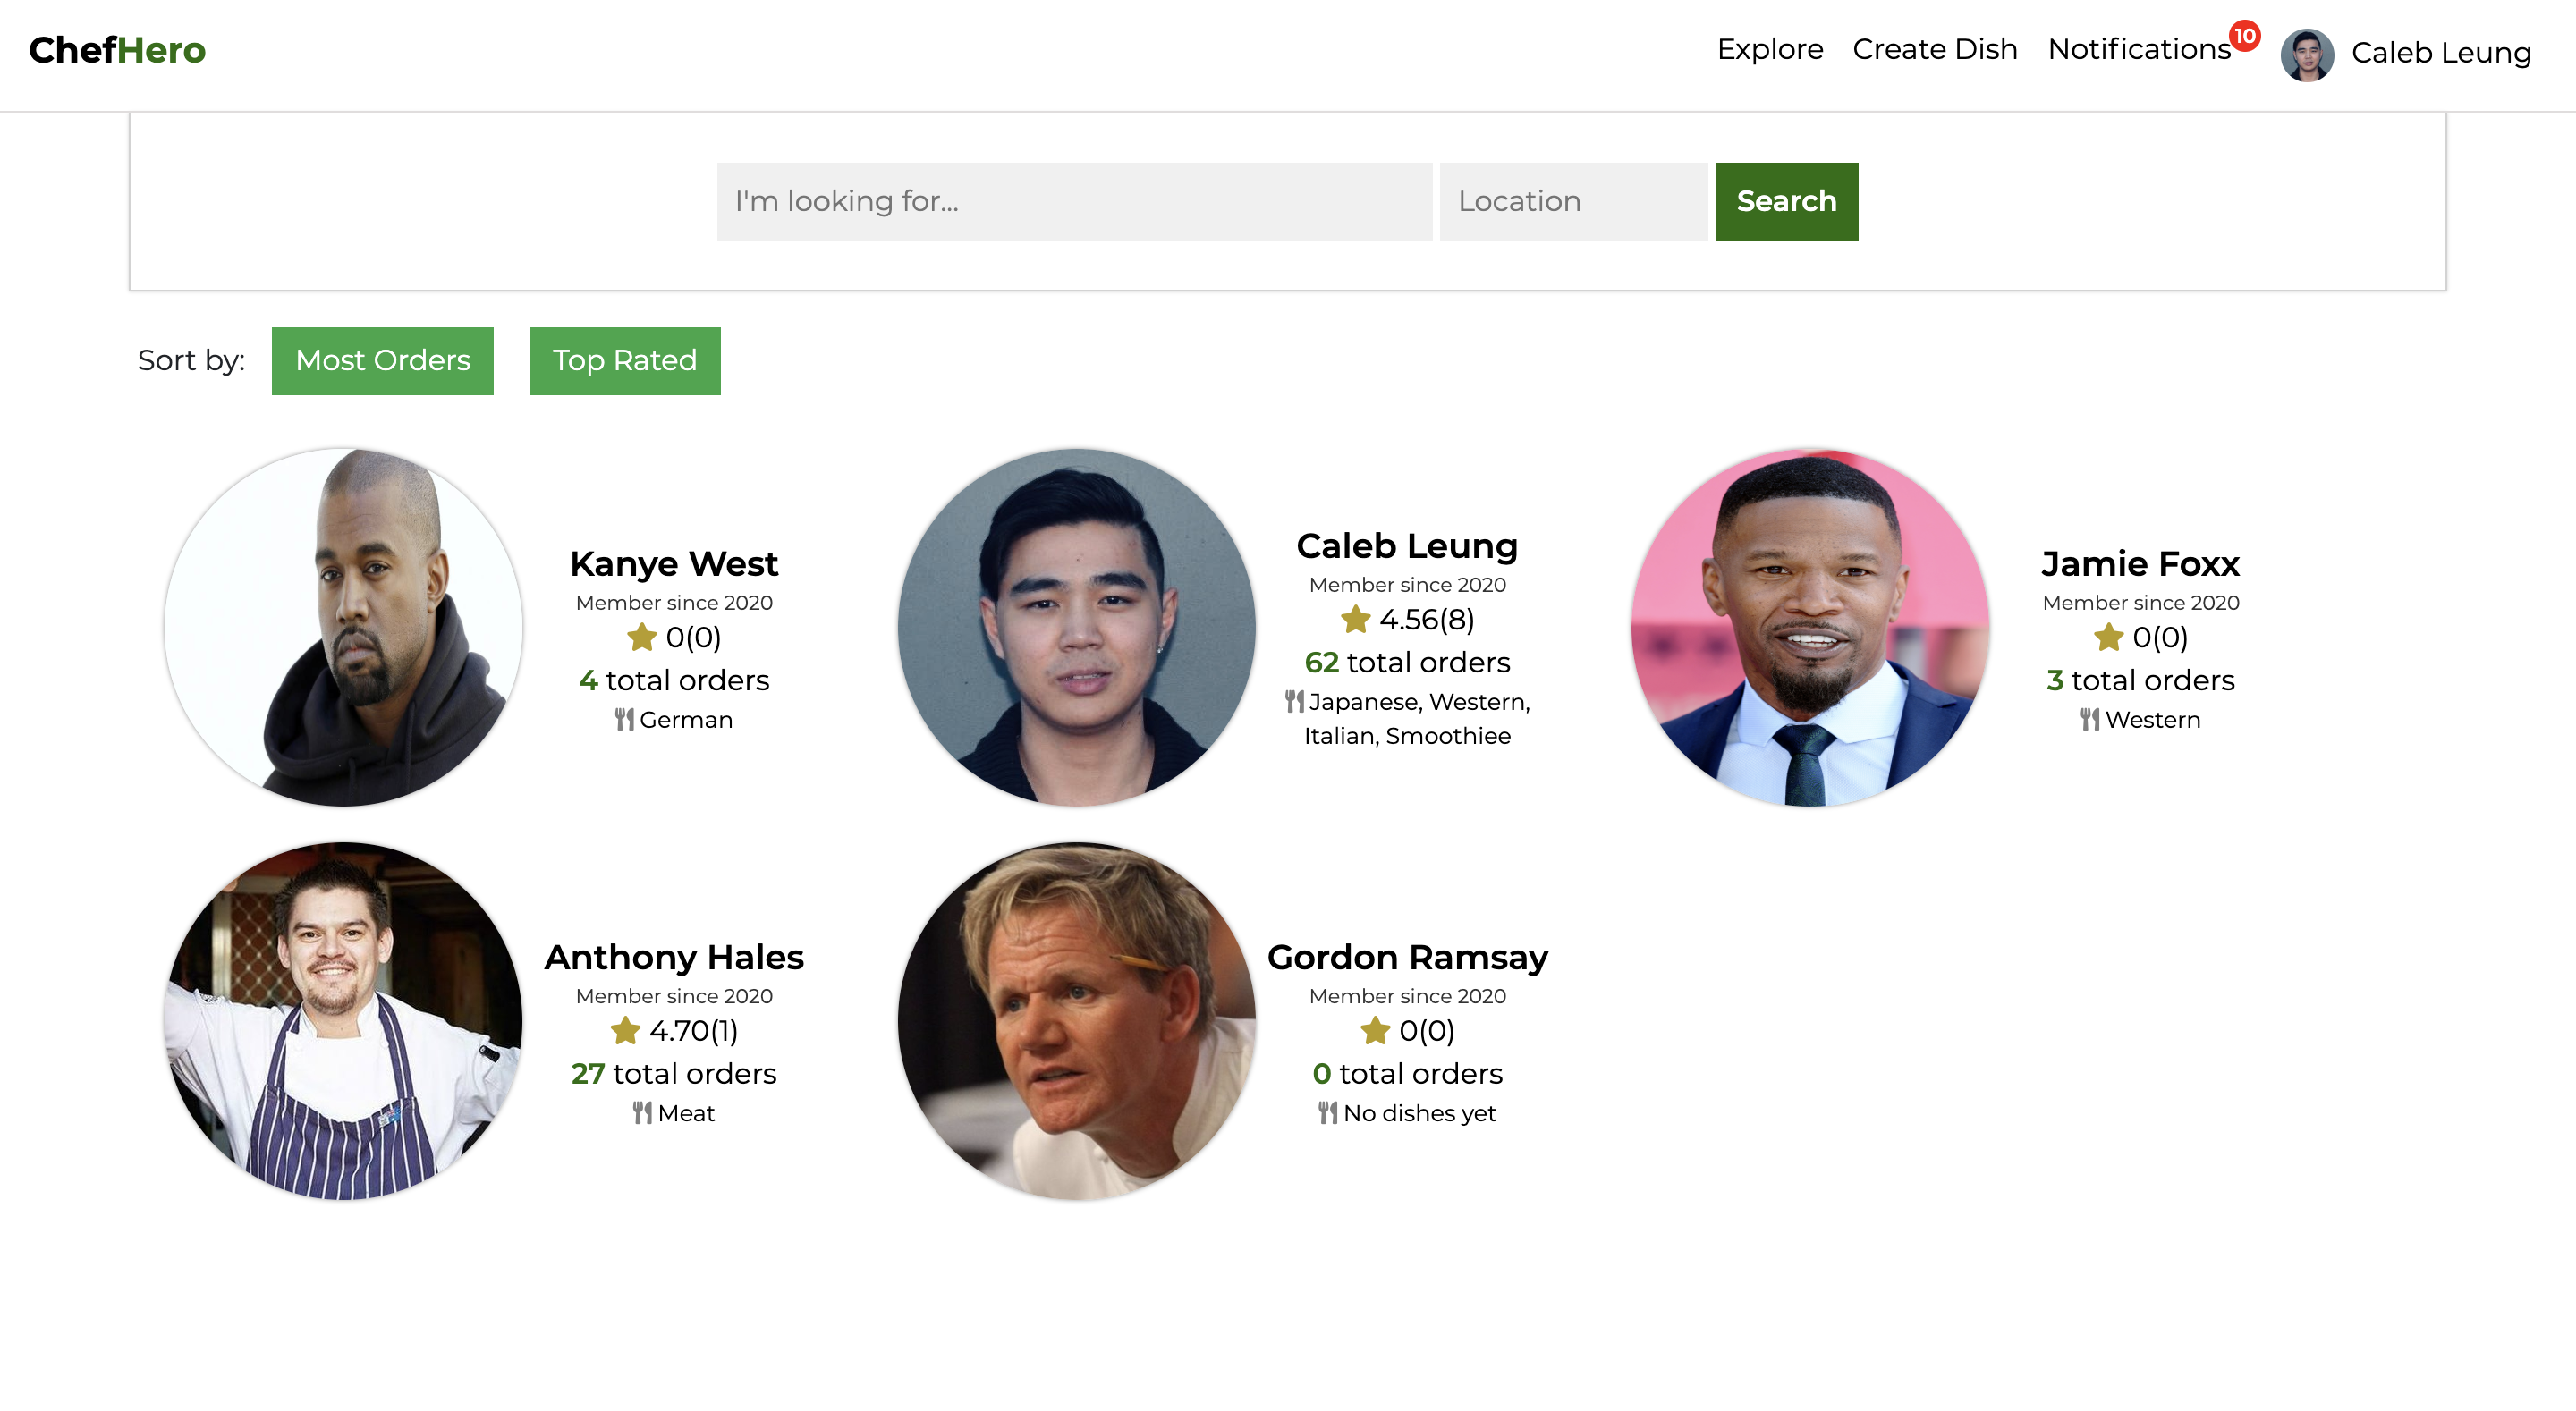 ChefHero
Explore Create Dish Notifications 10 Caleb Leung
I'm looking for... Location Search
Sort by: Most Orders Top Rated
Kanye West
Member since 2020
0(0)
4 total orders
German
Caleb Leung
Member since 2020
4.56(8)
62 total orders
Japanese, Western,
Italian, Smoothiee
Jamie Foxx
Member since 2020
0(0)
3 total orders
Western
Anthony Hales
Member since 2020
4.70(1)
27 total orders
Meat
Gordon Ramsay
Member since 2020
0(0)
0 total orders
No dishes yet